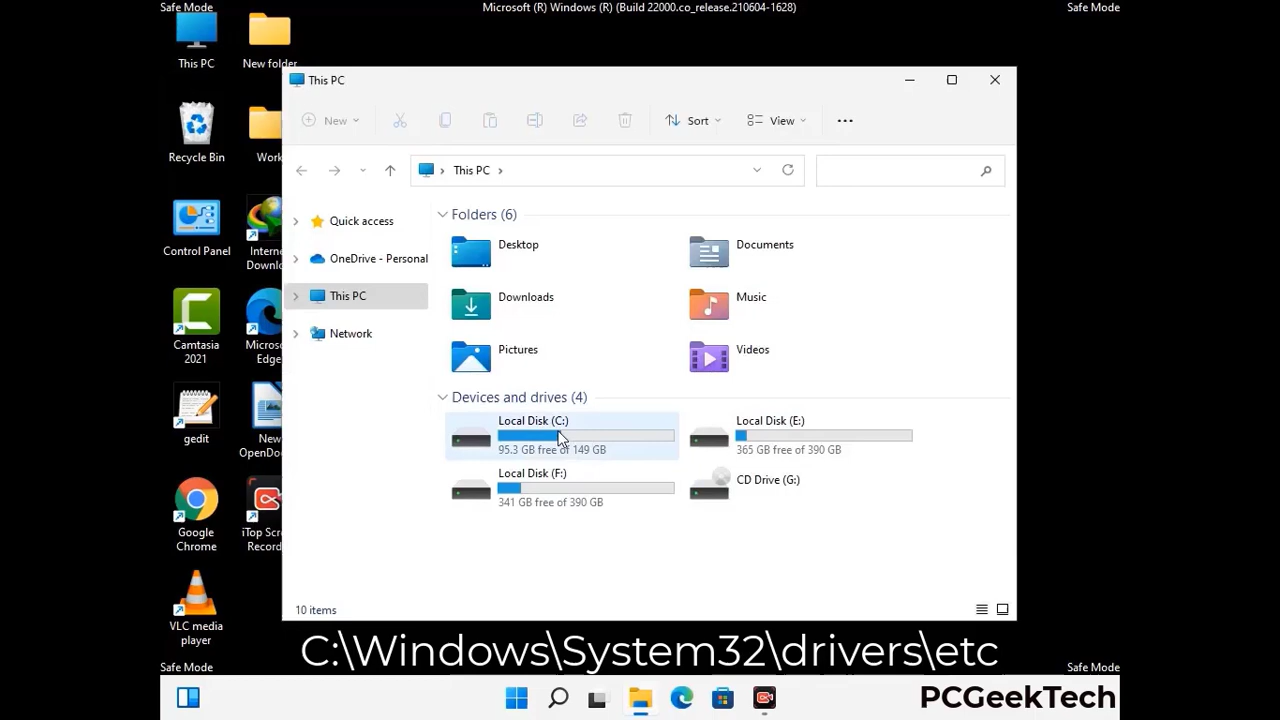 Safe Mode
Microsoft (R) Windows (R) (Build 22000.co_release.210604-1628)
Safe Mode
This PC
New folder
Recycle Bin
Work
Control Panel
Internet
Downlo
Camtasia
2021
Micros
Edge
gedit
New
OpenDo
Google
Chrome
iTop Scr
Record
VLC media
player
This PC
New
Sort
View
This PC
Quick access
OneDrive - Personal
This PC
Network
Folders (6)
Desktop
Documents
Downloads
Music
Pictures
Videos
Devices and drives (4)
Local Disk (C:)
95.3 GB free of 149 GB
Local Disk (E:)
365 GB free of 390 GB
Local Disk (F:)
341 GB free of 390 GB
CD Drive (G:)
10 items
C:\Windows\System32\drivers\etc
Safe Mode
Safe Mode
PCGeekTech